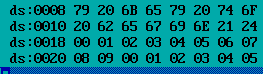 ds:0008 79 20 6B 65 79 20 74 6F
ds:0010 20 62 65 67 69 6E 21 24
ds:0018 00 01 02 03 04 05 06 07
ds:0020 08 09 00 01 02 03 04 05